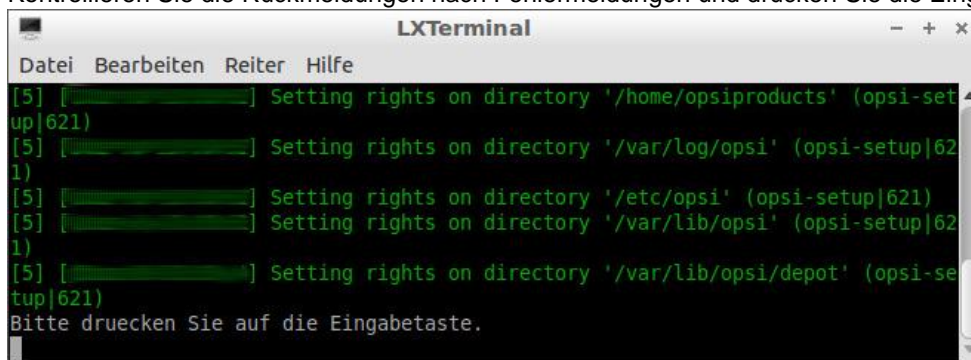 Kontrollieren Sie die Rückmeldungen nach Fehlermeldungen und drücken Sie die
LXTerminal
Datei Bearbeiten Reiter Hilfe
[5] [ ] Setting rights on directory '/home/opsiproducts' (opsi-set
up|621)
[5] [ ] Setting rights on directory '/var/log/opsi' (opsi-setup|62
1)
[5] [ ] Setting rights on directory '/etc/opsi' (opsi-setup|621)
[5] [ ] Setting rights on directory '/var/lib/opsi' (opsi-setup|62
1)
[5] [ ] Setting rights on directory '/var/lib/opsi/depot' (opsi-se
tup|621)
Bitte druecken Sie auf die Eingabetaste.